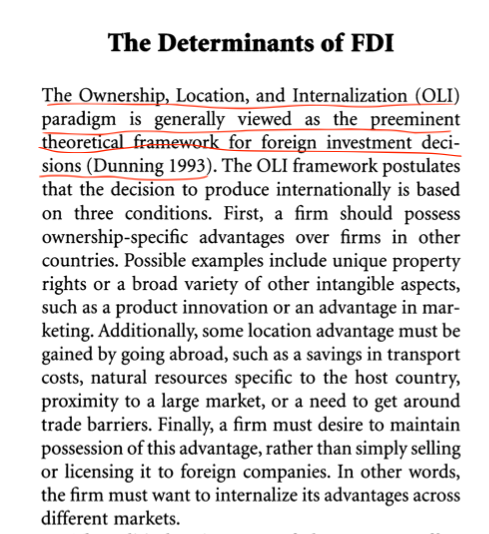 The Determinants of FDI
The Ownership, Location, and Internalization (OLI)
paradigm is generally viewed as the preeminent
theoretical framework for foreign investment deci-
sions (Dunning 1993). The OLI framework postulates
that the decision to produce internationally is based
on three conditions. First, a firm should possess
ownership-specific advantages over firms in other
countries. Possible examples include unique property
rights or a broad variety of other intangible aspects,
such as a product innovation or an advantage in mar-
keting. Additionally, some location advantage must be
gained by going abroad, such as a savings in transport
costs, natural resources specific to the host country,
proximity to a large market, or a need to get around
trade barriers. Finally, a firm must desire to maintain
possession of this advantage, rather than simply selling
or licensing it to foreign companies. In other words,
the firm must want to internalize its advantages across
different markets.